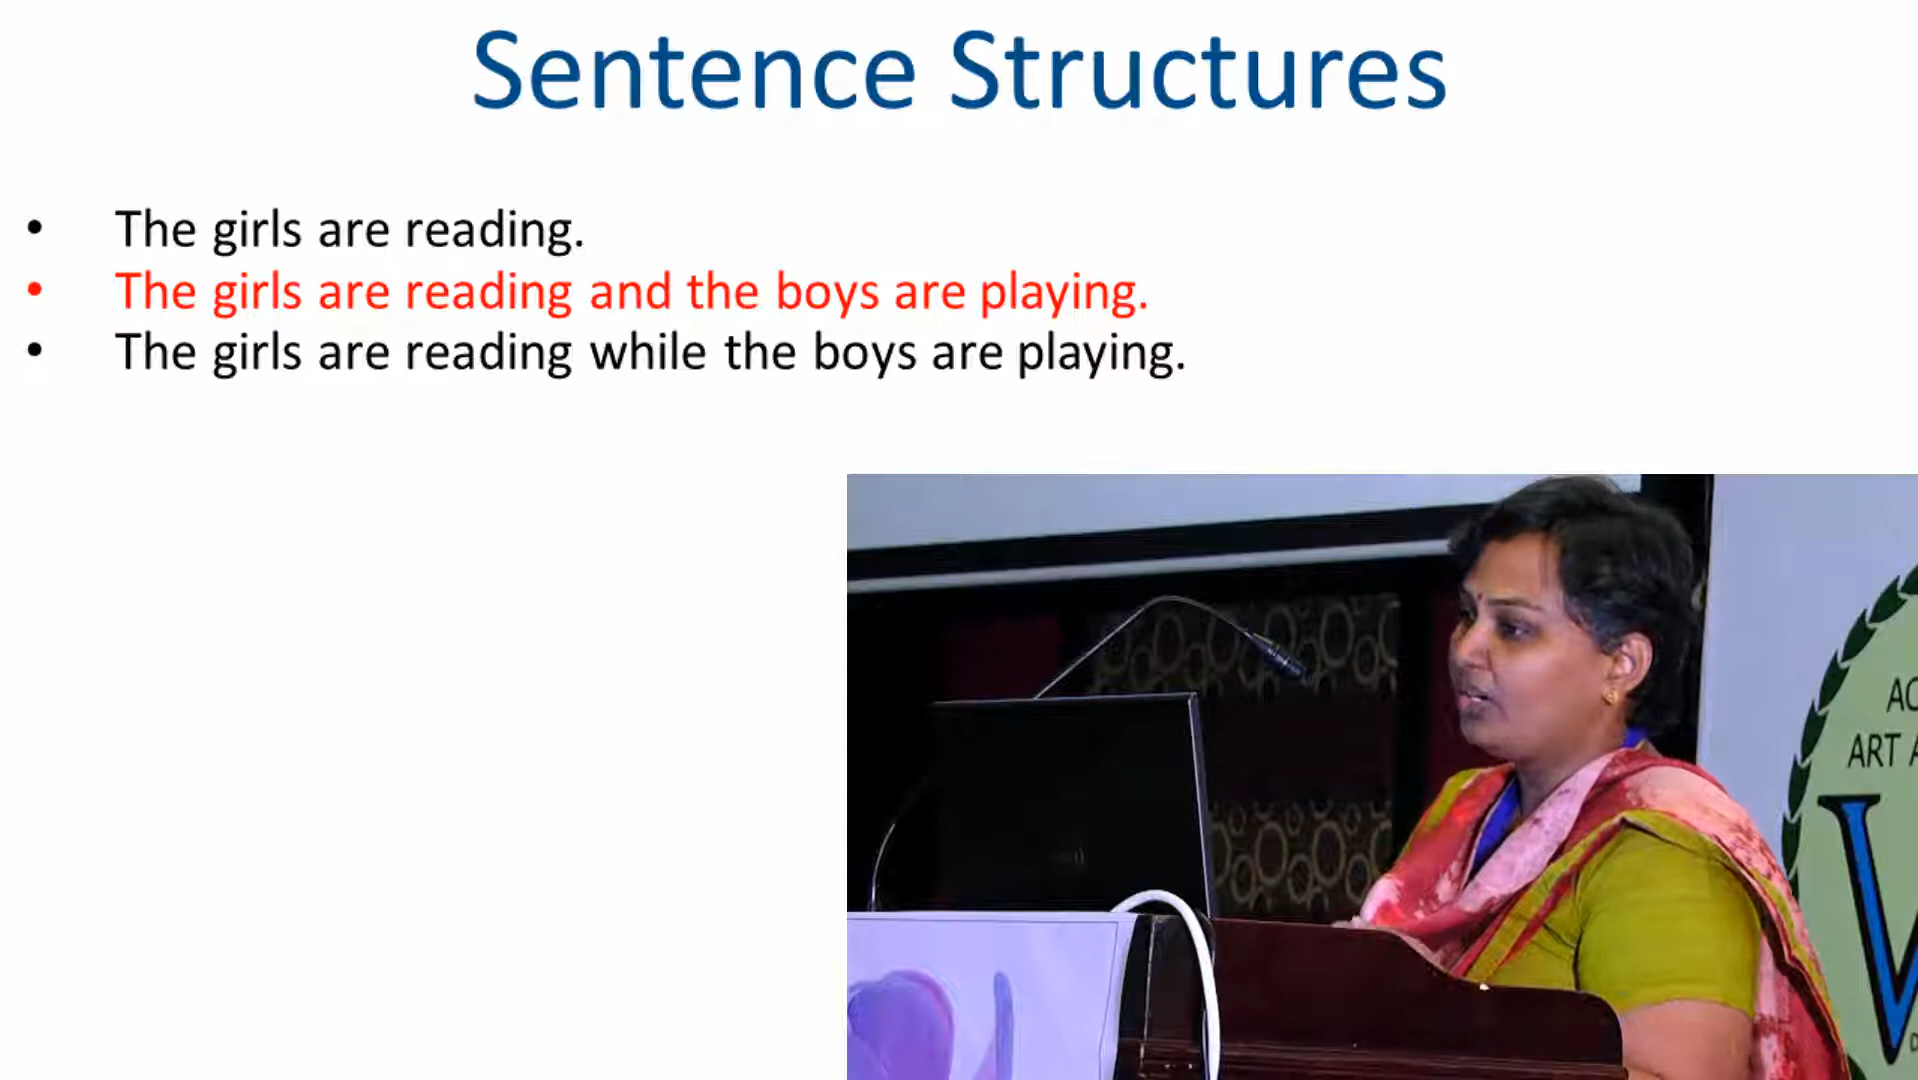 Sentence Structures
• The girls are reading.
• The girls are reading and the boys are playing.
• The girls are reading while the boys are playing.
ART